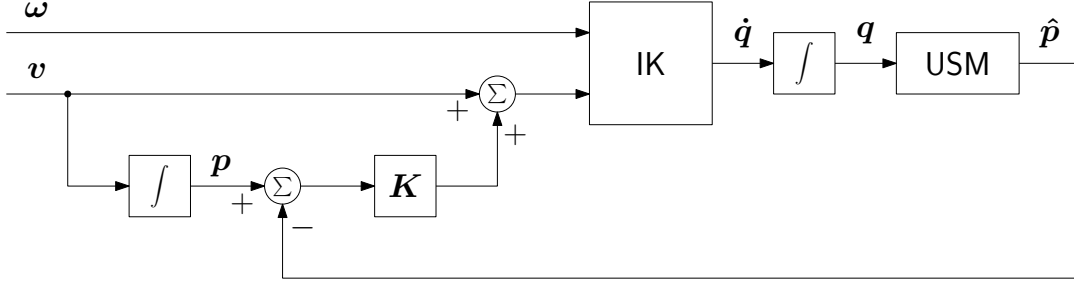 ω
v
+
∑
+
IK
q̇
∫
q
USM
p̂
∫
p
+
∑
−
K